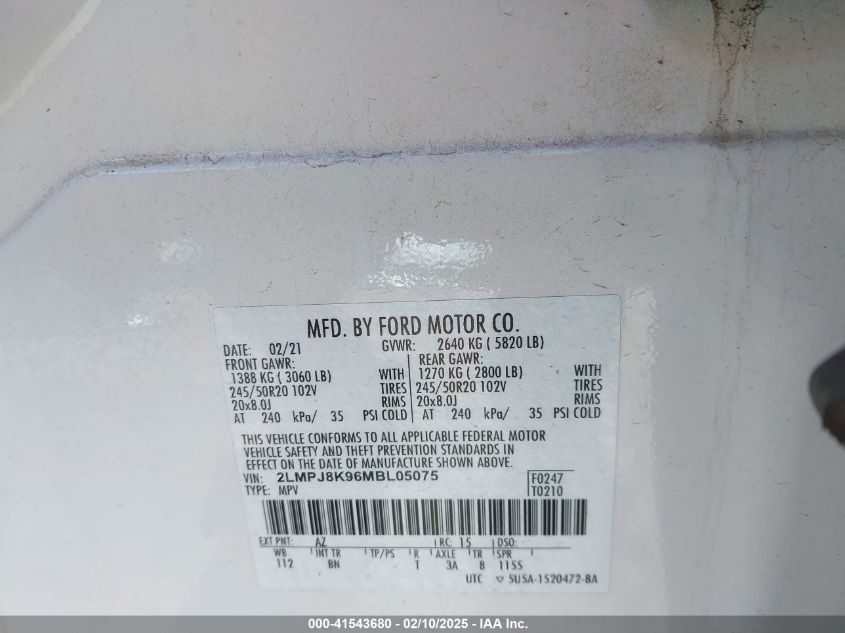 MFD. BY FORD MOTOR CO.
DATE: 02/21 GVWR: 2640 KG ( 5820 LB)
FRONT GAWR: REAR GAWR:
1388 KG ( 3060 LB) WITH 1270 KG ( 2800 LB) WITH
245/50R20 102V TIRES 245/50R20 102V TIRES
20x8.0J RIMS 20x8.0J RIMS
AT 240 kPa/ 35 PSI COLD AT 240 kPa/ 35 PSI COLD
THIS VEHICLE CONFORMS TO ALL APPLICABLE FEDERAL MOTOR
VEHICLE SAFETY AND THEFT PREVENTION STANDARDS IN
EFFECT ON THE DATE OF MANUFACTURE SHOWN ABOVE.
VIN: 2LMPJ8K96MBL05075 F0247
TYPE: MPV T0210
EXT PNT: AZ RC: 15 DSO:
WB INT TR TP/PS R AXLE TR SPR
112 BN T 3A 8 1155
UTC ▽ 5U5A-1520472-BA
000-41543680 - 02/10/2025 - IAA Inc.